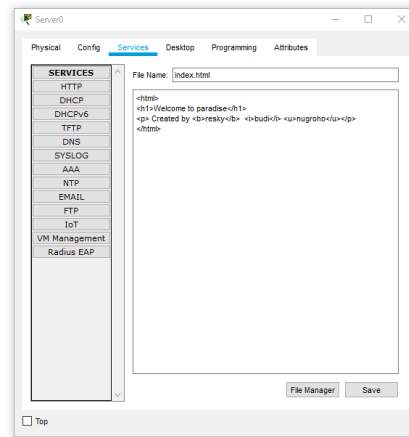 Server0
Physical Config Services Desktop Programming Attributes
SERVICES
HTTP
DHCP
DHCPv6
TFTP
DNS
SYSLOG
AAA
NTP
EMAIL
FTP
IoT
VM Management
Radius EAP
File Name: index.html
<html>
<h1>Welcome to paradise</h1>
<p> Created by <b>resky</b> <i>budi</i> <u>nugroho</u></p>
</html>
File Manager Save
Top